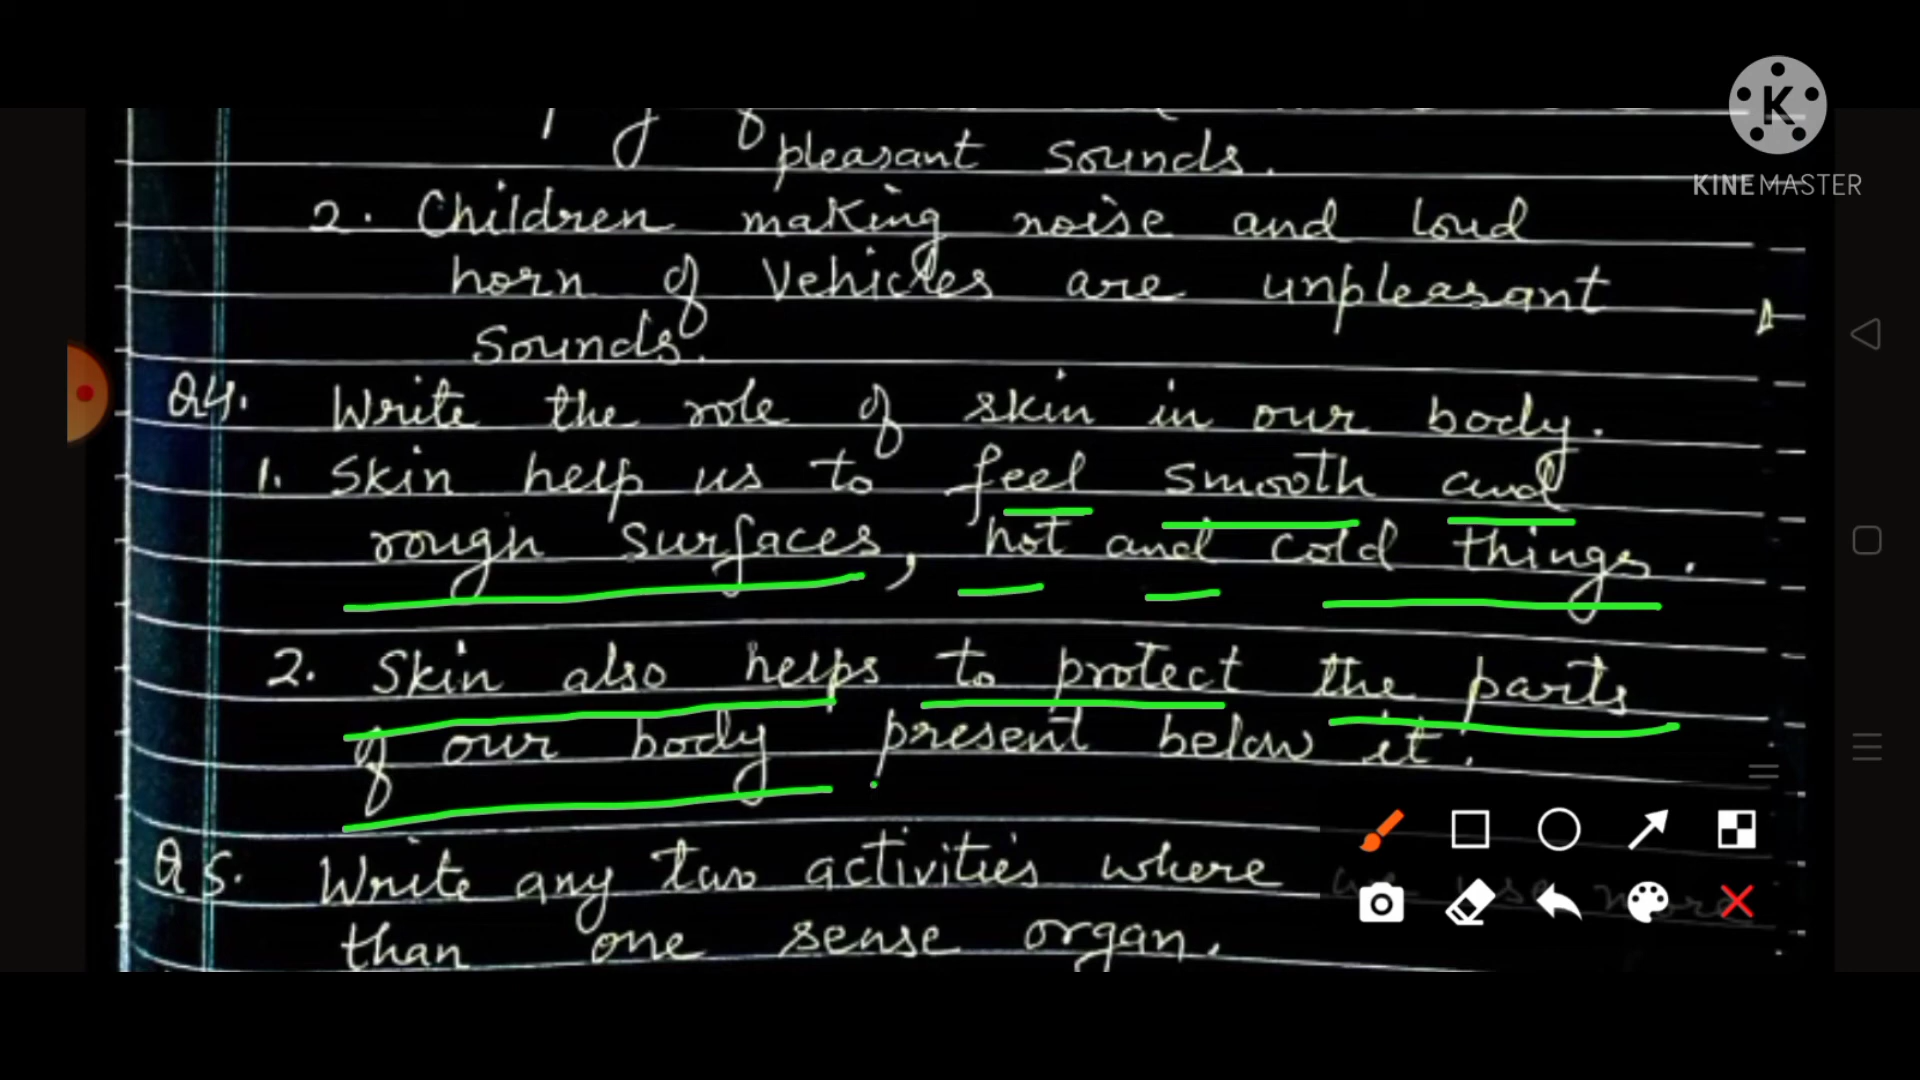 pleasant sounds.
2. Children making noise and loud
horn of Vehicles are unpleasant
sounds.
Q4. Write the role of skin in our body.
1. Skin help us to feel smooth and
rough surfaces, hot and cold things.
2. Skin also helps to protect the parts
of our body present below it.
Q5. Write any two activities where we use more
than one sense organ.
KINEMASTER